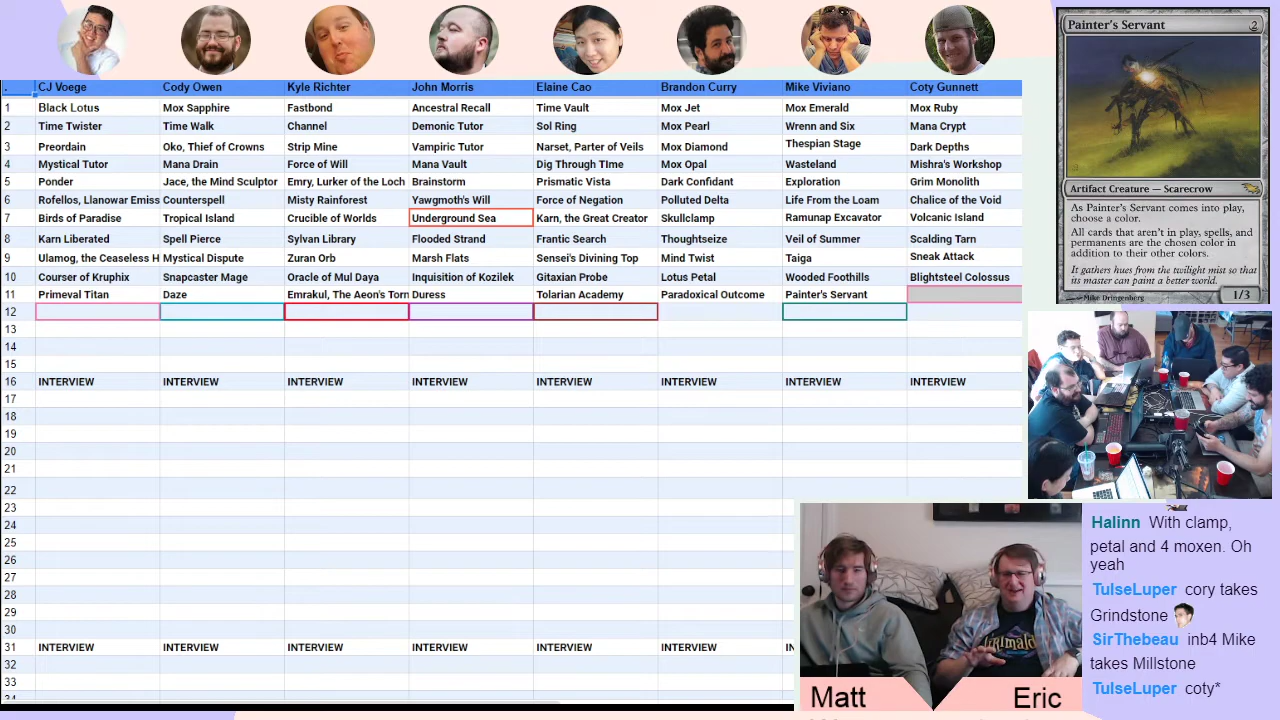 . CJ Voege Cody Owen Kyle Richter John Morris Elaine Cao Brandon Curry Mike Viviano Coty Gunnett
1 Black Lotus Mox Sapphire Fastbond Ancestral Recall Time Vault Mox Jet Mox Emerald Mox Ruby
2 Time Twister Time Walk Channel Demonic Tutor Sol Ring Mox Pearl Wrenn and Six Mana Crypt
3 Preordain Oko, Thief of Crowns Strip Mine Vampiric Tutor Narset, Parter of Veils Mox Diamond Thespian Stage Dark Depths
4 Mystical Tutor Mana Drain Force of Will Mana Vault Dig Through TIme Mox Opal Wasteland Mishra's Workshop
5 Ponder Jace, the Mind Sculptor Emry, Lurker of the Loch Brainstorm Prismatic Vista Dark Confidant Exploration Grim Monolith
6 Rofellos, Llanowar Emiss Counterspell Misty Rainforest Yawgmoth's Will Force of Negation Polluted Delta Life From the Loam Chalice of the Void
7 Birds of Paradise Tropical Island Crucible of Worlds Underground Sea Karn, the Great Creator Skullclamp Ramunap Excavator Volcanic Island
8 Karn Liberated Spell Pierce Sylvan Library Flooded Strand Frantic Search Thoughtseize Veil of Summer Scalding Tarn
9 Ulamog, the Ceaseless H Mystical Dispute Zuran Orb Marsh Flats Sensei's Divining Top Mind Twist Taiga Sneak Attack
10 Courser of Kruphix Snapcaster Mage Oracle of Mul Daya Inquisition of Kozilek Gitaxian Probe Lotus Petal Wooded Foothills Blightsteel Colossus
11 Primeval Titan Daze Emrakul, The Aeon's Torn Duress Tolarian Academy Paradoxical Outcome Painter's Servant
12
13
14
15
16 INTERVIEW INTERVIEW INTERVIEW INTERVIEW INTERVIEW INTERVIEW INTERVIEW INTERVIEW
17
18
19
20
21
22
23
24
25
26
27
28
29
30
31 INTERVIEW INTERVIEW INTERVIEW INTERVIEW INTERVIEW INTERVIEW IN
32
33
34
Painter's Servant 2
Artifact Creature — Scarecrow
As Painter's Servant comes into play,
choose a color.
All cards that aren't in play, spells, and
permanents are the chosen color in
addition to their other colors.
It gathers hues from the twilight mist so that
its master can paint a better world.
—Mike Dringenberg
1/3
Halinn With clamp,
petal and 4 moxen. Oh
yeah
TulseLuper cory takes
Grindstone
SirThebeau inb4 Mike
takes Millstone
TulseLuper coty*
Matt
Eric